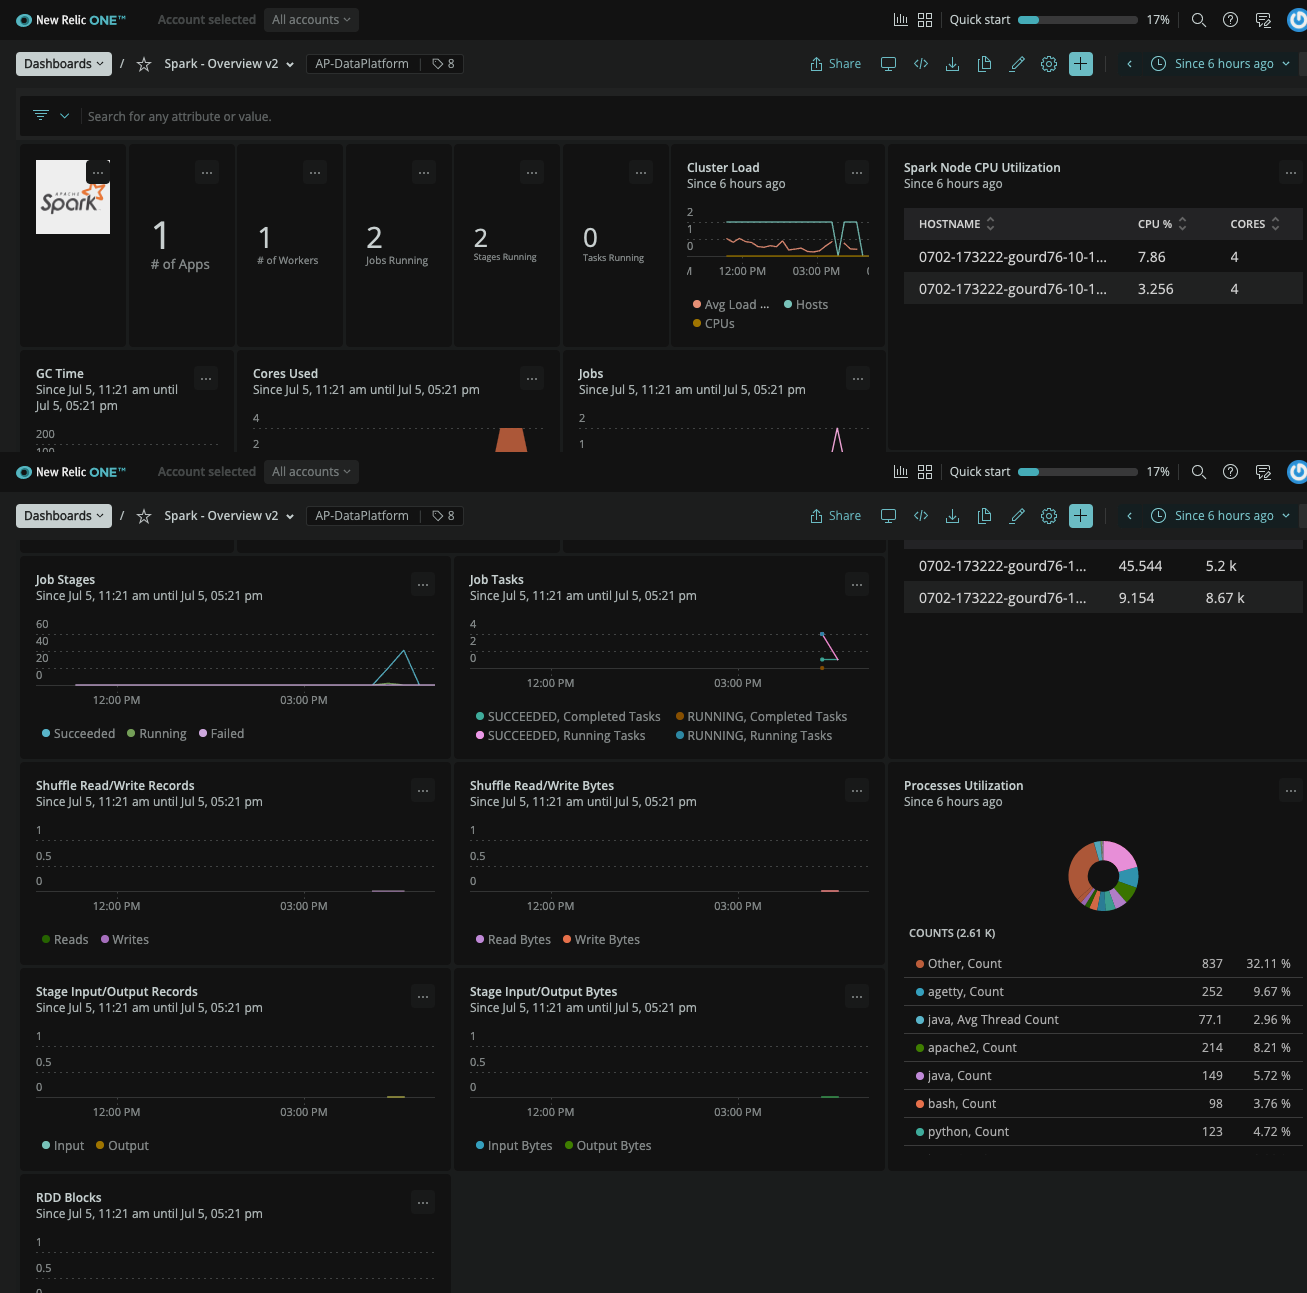 New Relic ONE™
Account selected
All accounts
Quick start
17%
Dashboards
/
Spark - Overview v2
AP-DataPlatform
8
Share
Since 6 hours ago
Search for any attribute or value.
APACHE
Spark
1
# of Apps
1
# of Workers
2
Jobs Running
2
Stages Running
0
Tasks Running
Cluster Load
Since 6 hours ago
2
1
0
12:00 PM 03:00 PM
Avg Load ... Hosts
CPUs
Spark Node CPU Utilization
Since 6 hours ago
HOSTNAME CPU % CORES
0702-173222-gourd76-10-1... 7.86 4
0702-173222-gourd76-10-1... 3.256 4
GC Time
Since Jul 5, 11:21 am until
Jul 5, 05:21 pm
200
100
Cores Used
Since Jul 5, 11:21 am until Jul 5, 05:21 pm
4
2
Jobs
Since Jul 5, 11:21 am until Jul 5, 05:21 pm
2
1
New Relic ONE™
Account selected
All accounts
Quick start
17%
Dashboards
/
Spark - Overview v2
AP-DataPlatform
8
Share
Since 6 hours ago
0702-173222-gourd76-1... 45.544 5.2 k
0702-173222-gourd76-1... 9.154 8.67 k
Job Stages
Since Jul 5, 11:21 am until Jul 5, 05:21 pm
60
40
20
0
12:00 PM 03:00 PM
Succeeded Running Failed
Job Tasks
Since Jul 5, 11:21 am until Jul 5, 05:21 pm
4
2
0
12:00 PM 03:00 PM
SUCCEEDED, Completed Tasks RUNNING, Completed Tasks
SUCCEEDED, Running Tasks RUNNING, Running Tasks
Shuffle Read/Write Records
Since Jul 5, 11:21 am until Jul 5, 05:21 pm
1
0.5
0
12:00 PM 03:00 PM
Reads Writes
Shuffle Read/Write Bytes
Since Jul 5, 11:21 am until Jul 5, 05:21 pm
1
0.5
0
12:00 PM 03:00 PM
Read Bytes Write Bytes
Processes Utilization
Since 6 hours ago
COUNTS (2.61 K)
Other, Count 837 32.11 %
agetty, Count 252 9.67 %
java, Avg Thread Count 77.1 2.96 %
apache2, Count 214 8.21 %
java, Count 149 5.72 %
bash, Count 98 3.76 %
python, Count 123 4.72 %
Stage Input/Output Records
Since Jul 5, 11:21 am until Jul 5, 05:21 pm
1
0.5
0
12:00 PM 03:00 PM
Input Output
Stage Input/Output Bytes
Since Jul 5, 11:21 am until Jul 5, 05:21 pm
1
0.5
0
12:00 PM 03:00 PM
Input Bytes Output Bytes
RDD Blocks
Since Jul 5, 11:21 am until Jul 5, 05:21 pm
1
0.5
0